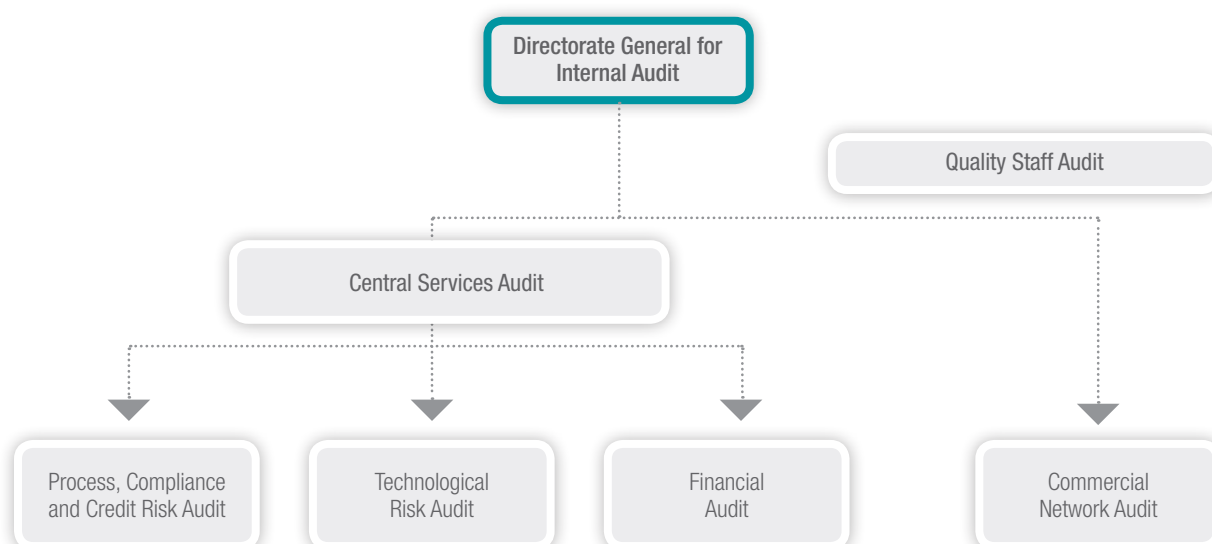 Directorate General for
Internal Audit
Quality Staff Audit
Central Services Audit
Process, Compliance
and Credit Risk Audit
Technological
Risk Audit
Financial
Audit
Commercial
Network Audit